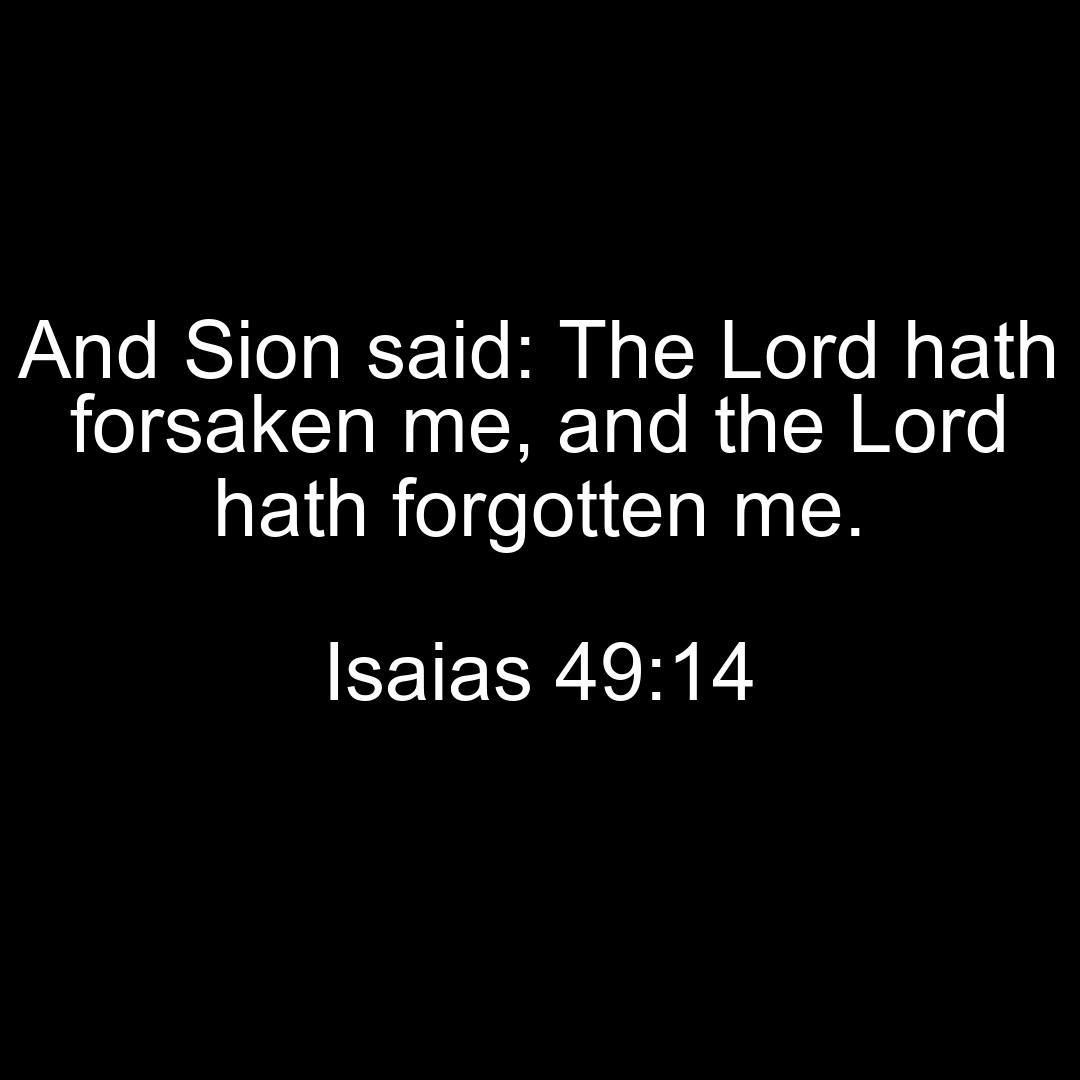 And Sion said: The Lord hath
forsaken me, and the Lord
hath forgotten me.
Isaias 49:14